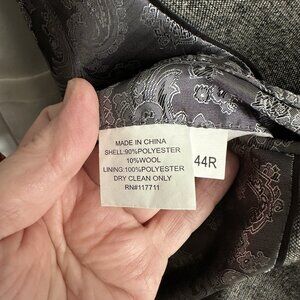 MADE IN CHINA
SHELL:90%POLYESTER
10%WOOL
LINING:100%POLYESTER
DRY CLEAN ONLY
RN#117711
44R